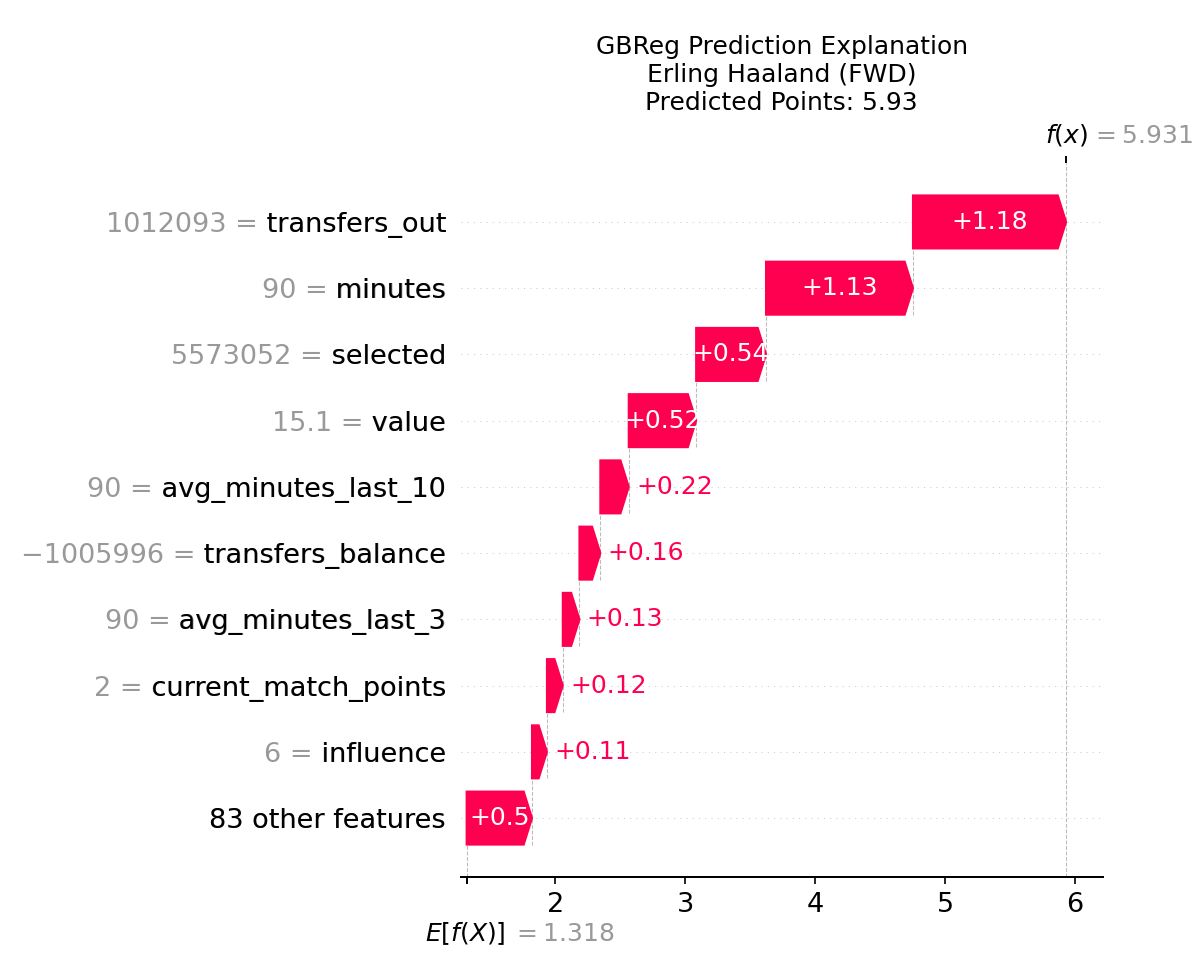 GBReg Prediction Explanation
Erling Haaland (FWD)
Predicted Points: 5.93
f(x) = 5.931
1012093 = transfers_out +1.18
90 = minutes +1.13
5573052 = selected +0.54
15.1 = value +0.52
90 = avg_minutes_last_10 +0.22
−1005996 = transfers_balance +0.16
90 = avg_minutes_last_3 +0.13
2 = current_match_points +0.12
6 = influence +0.11
83 other features +0.5
2 3 4 5 6
E[f(X)] = 1.318